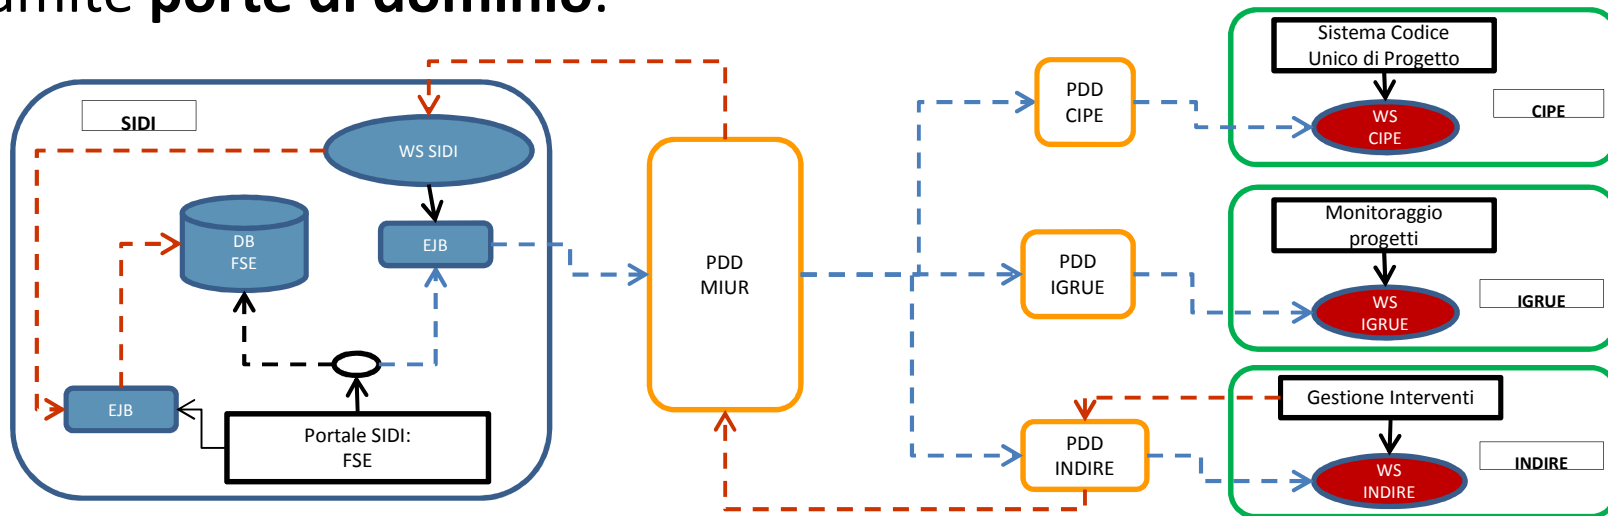 porte di dominio.
SIDI
WS SIDI
DB
FSE
EJB
EJB
Portale SIDI:
FSE
PDD
MIUR
PDD
CIPE
PDD
IGRUE
PDD
INDIRE
Sistema Codice
Unico di Progetto
WS
CIPE
CIPE
Monitoraggio
progetti
WS
IGRUE
IGRUE
Gestione Interventi
WS
INDIRE
INDIRE